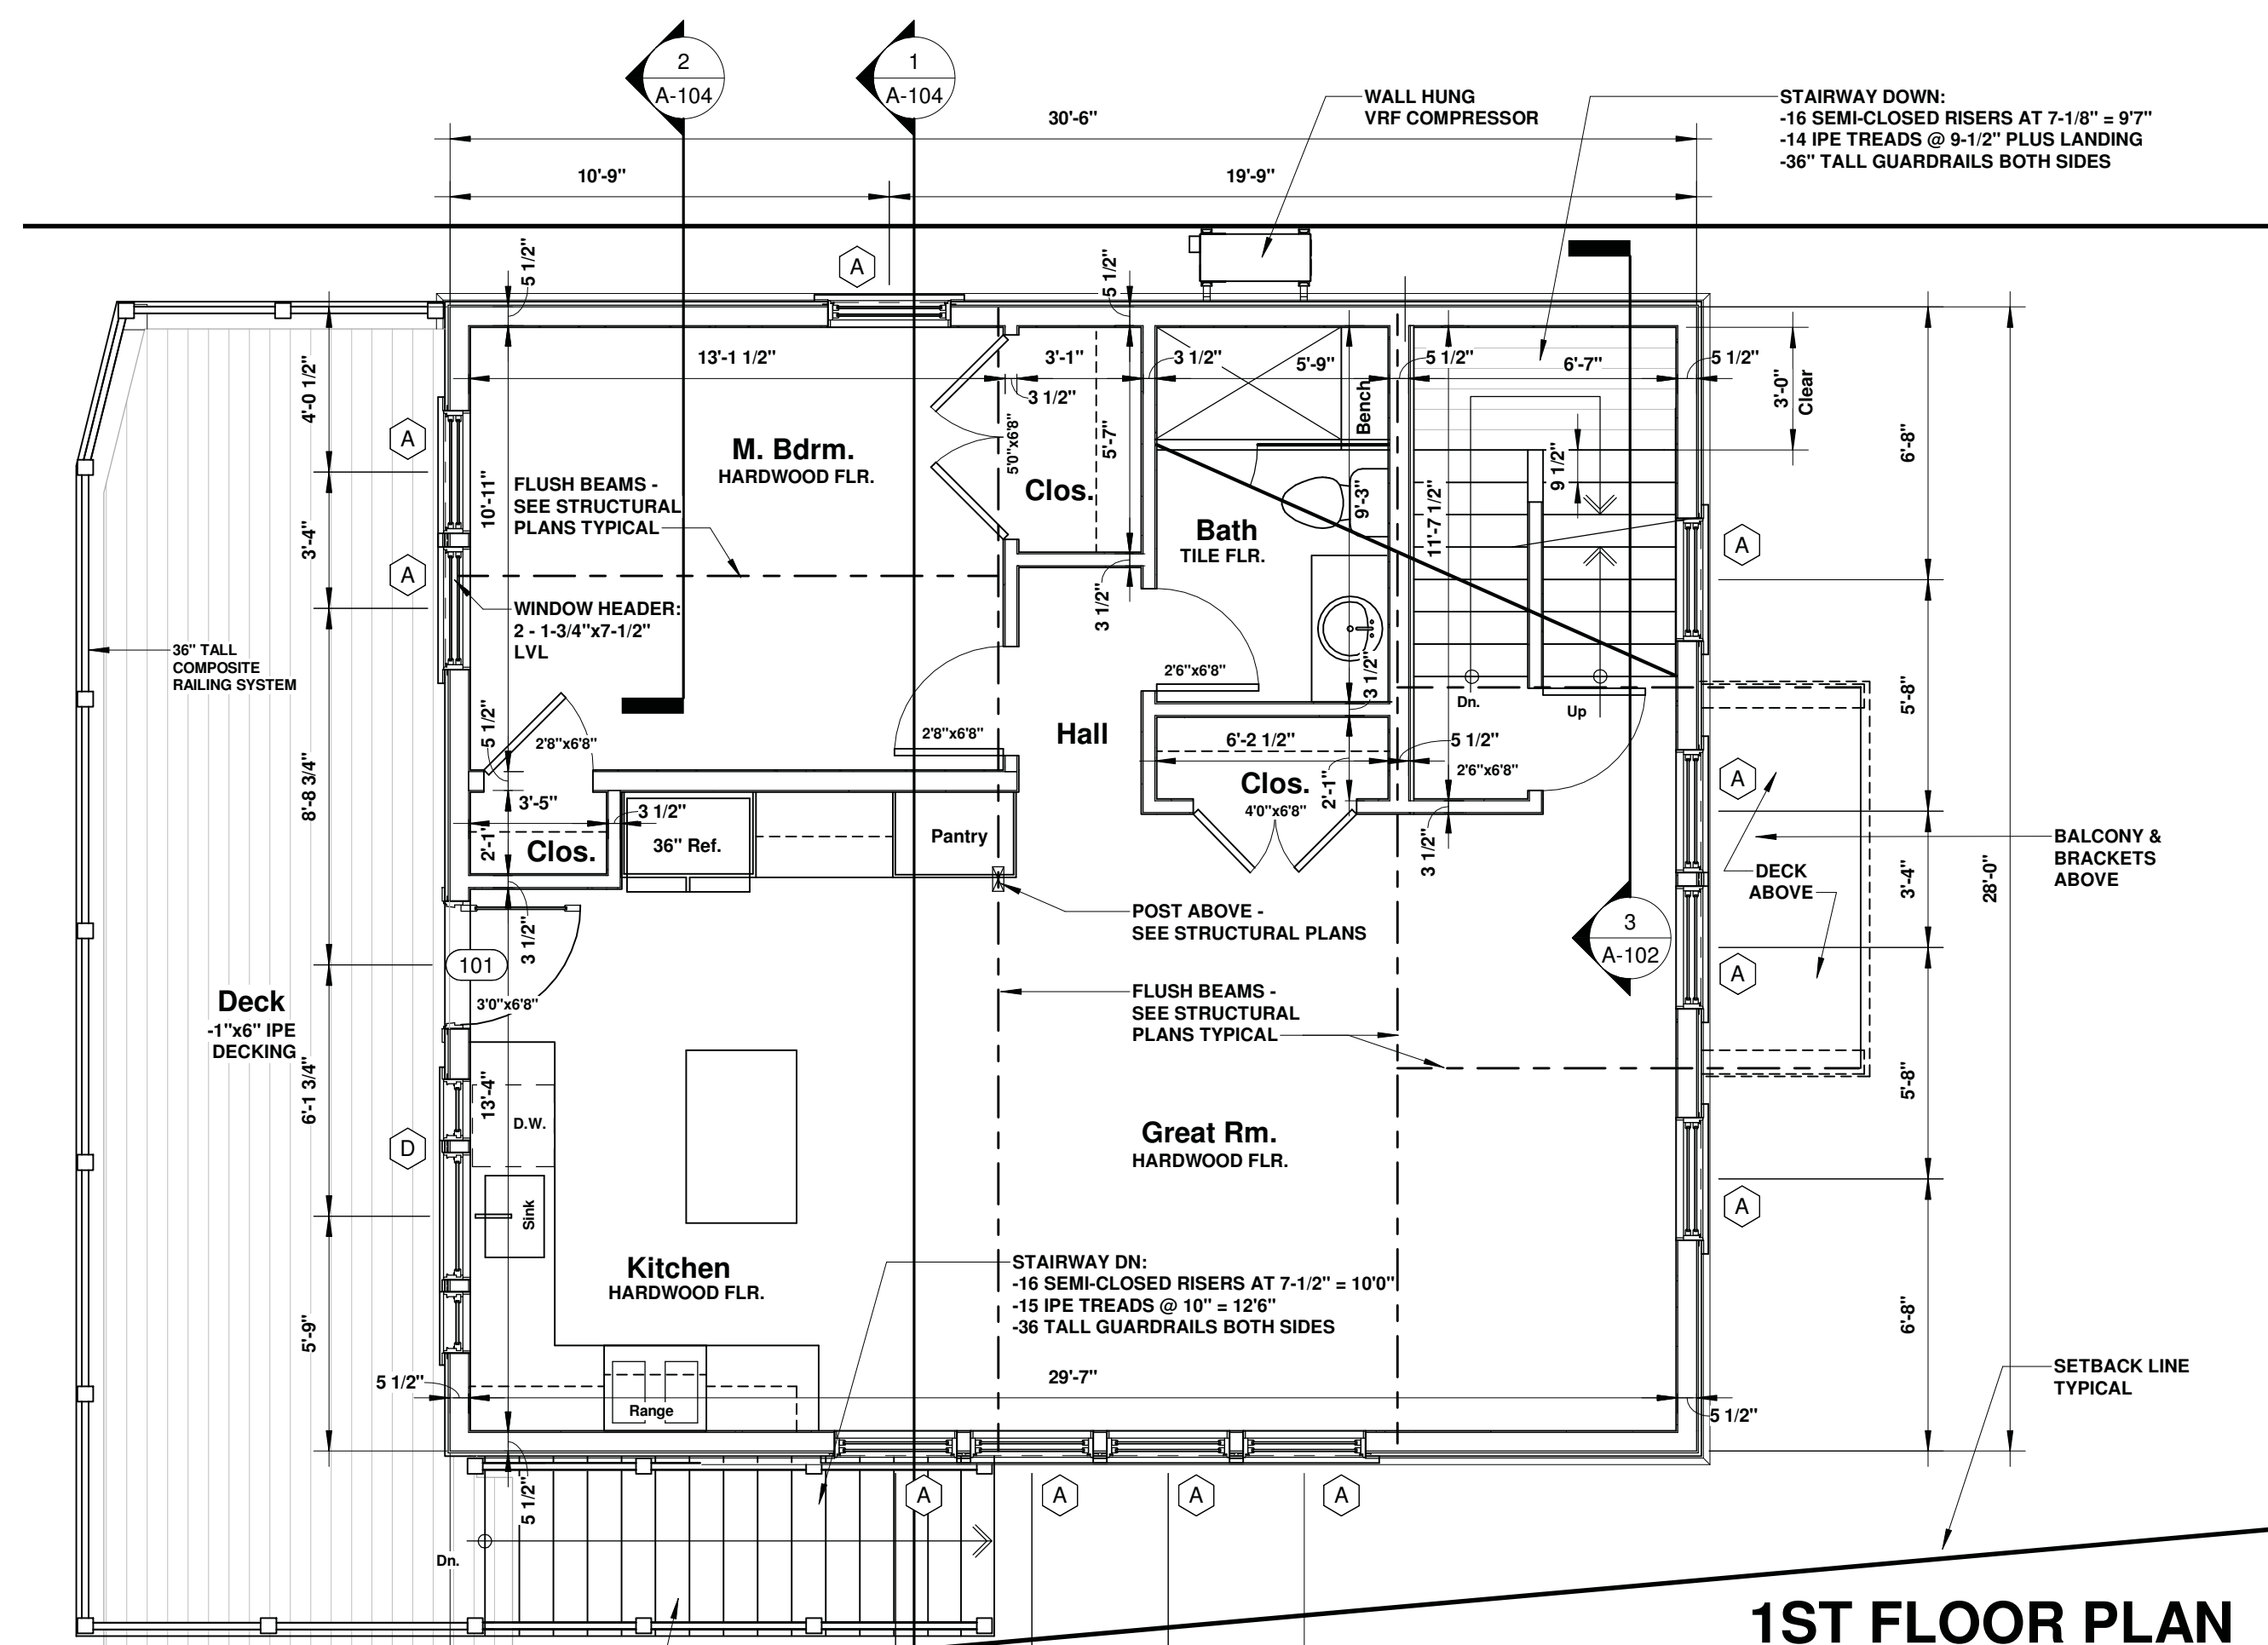 2
A-104
1
A-104
WALL HUNG
VRF COMPRESSOR
STAIRWAY DOWN:
-16 SEMI-CLOSED RISERS AT 7-1/8" = 9'7"
-14 IPE TREADS @ 9-1/2" PLUS LANDING
-36" TALL GUARDRAILS BOTH SIDES
30'-6"
10'-9"
19'-9"
5 1/2"
A
5 1/2"
13'-1 1/2"
3'-1"
3 1/2"
5'-9"
5 1/2"
6'-7"
5 1/2"
3'-0"
Clear
4'-0 1/2"
3 1/2"
Bench
A
M. Bdrm.
HARDWOOD FLR.
5'0"x6'8"
5'-7"
6'-8"
10'-11"
FLUSH BEAMS -
SEE STRUCTURAL
PLANS TYPICAL
Clos.
9'-3"
11'-7 1/2"
9 1/2"
3'-4"
Bath
TILE FLR.
A
A
WINDOW HEADER:
2 - 1-3/4"x7-1/2"
LVL
3 1/2"
36" TALL
COMPOSITE
RAILING SYSTEM
2'6"x6'8"
3 1/2"
Dn.
Up
5'-8"
5 1/2"
2'8"x6'8"
2'8"x6'8"
Hall
6'-2 1/2"
5 1/2"
2'6"x6'8"
A
8'-8 3/4"
3'-5"
3 1/2"
Clos.
4'0"x6'8"
2'-1"
2'-1"
Clos.
36" Ref.
Pantry
3 1/2"
BALCONY &
BRACKETS
ABOVE
DECK
ABOVE
3'-4"
28'-0"
POST ABOVE -
SEE STRUCTURAL PLANS
3
A-102
3 1/2"
101
A
Deck
-1"x6" IPE
DECKING
3'0"x6'8"
FLUSH BEAMS -
SEE STRUCTURAL
PLANS TYPICAL
6'-1 3/4"
13'-4"
D.W.
5'-8"
D
Great Rm.
HARDWOOD FLR.
Sink
A
Kitchen
HARDWOOD FLR.
STAIRWAY DN:
-16 SEMI-CLOSED RISERS AT 7-1/2" = 10'0"
-15 IPE TREADS @ 10" = 12'6"
-36 TALL GUARDRAILS BOTH SIDES
5'-9"
6'-8"
5 1/2"
29'-7"
SETBACK LINE
TYPICAL
Range
5 1/2"
5 1/2"
A
A
A
A
Dn.
1ST FLOOR PLAN